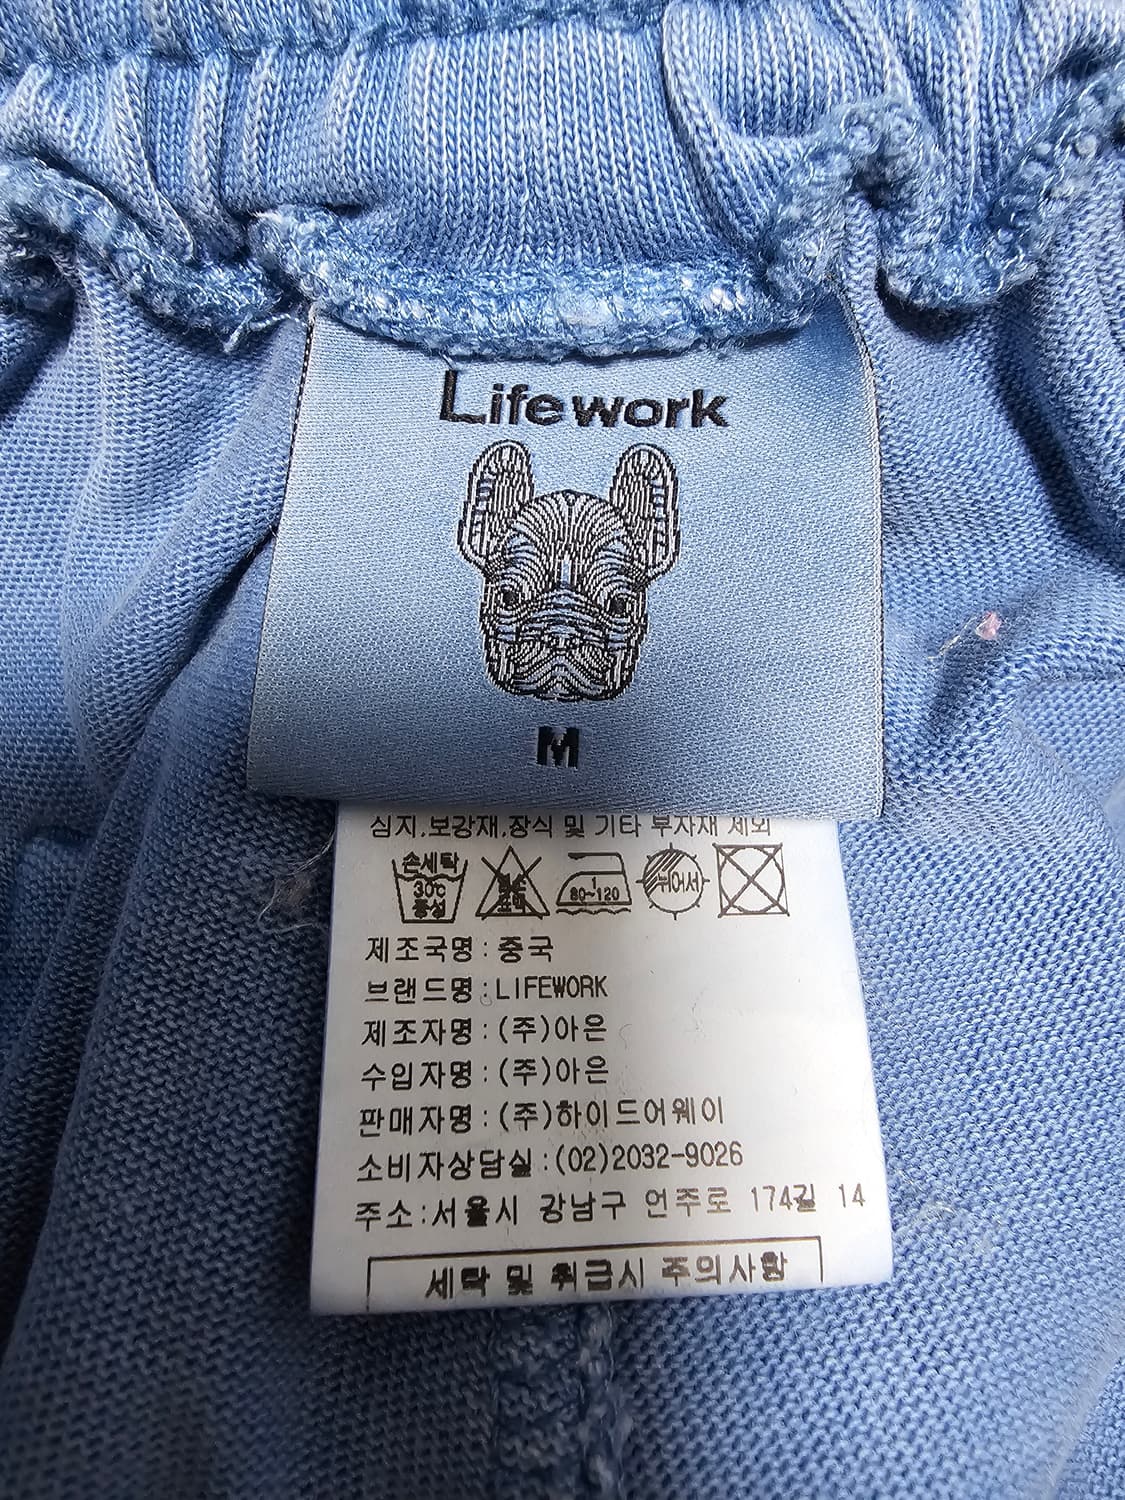 Lifework
M
심지,보강재,장식 및 기타 부자재 제외
손세탁
30℃
중성
1
80~120
뉘어서
제조국명:중국
브랜드명:LIFEWORK
제조자명:(주)아은
수입자명:(주)아은
판매자명:(주)하이드어웨이
소비자상담실:(02)2032-9026
주소:서울시 강남구 언주로 174길 14
세탁 및 취급시 주의사항